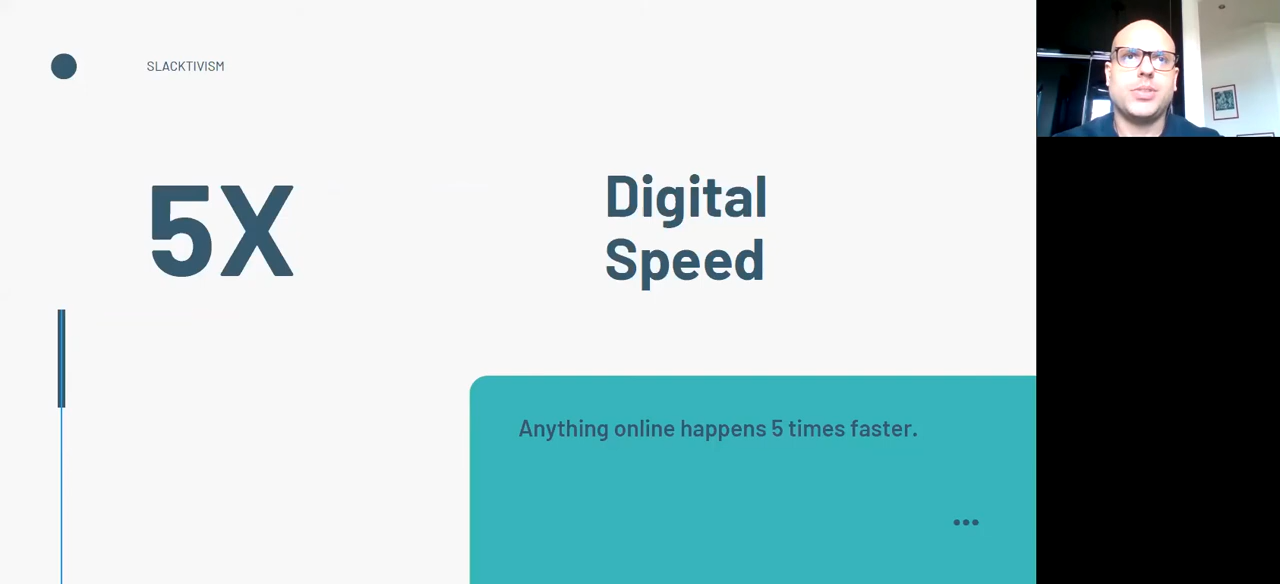 SLACKTIVISM
5X
Digital
Speed
Anything online happens 5 times faster.